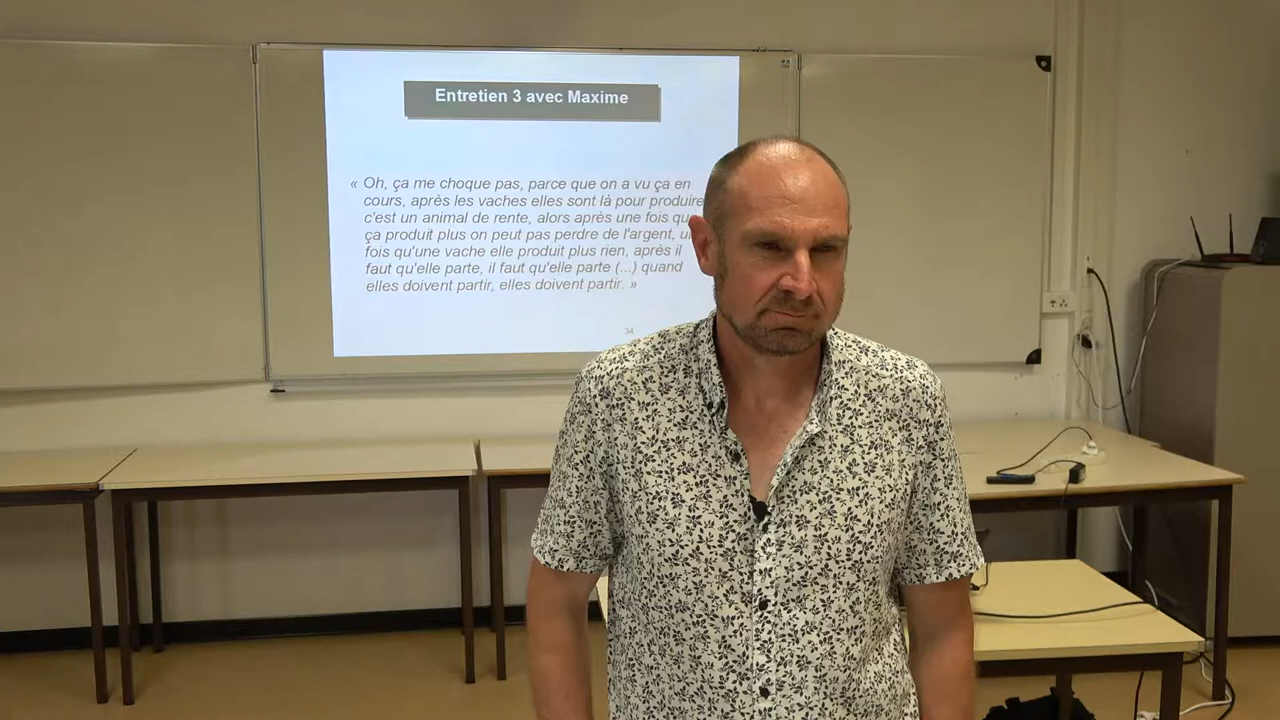 Entretien 3 avec Maxime
« Oh, ça me choque pas, parce que on a vu ça en
cours, après les vaches elles sont là pour produire
c'est un animal de rente, alors après une fois
ça produit plus on peut pas perdre de l'argent,
fois qu'une vache elle produit plus rien, après il
faut qu'elle parte, il faut qu'elle parte (...) quand
elles doivent partir, elles doivent partir. »
34